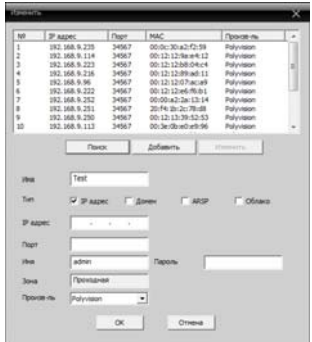 Изменить
№ IP адрес Порт MAC Произв-ль
1 192.168.9.235 34567 00:0c:30:a2:f2:59 Polyvision
2 192.168.9.114 34567 00:12:12:9a:e4:12 Polyvision
3 192.168.9.223 34567 00:12:12:b8:04:c4 Polyvision
4 192.168.9.216 34567 00:12:12:89:ad:11 Polyvision
5 192.168.9.96 34567 00:12:12:07:ac:a9 Polyvision
6 192.168.9.222 34567 00:12:12:e6:f6:b1 Polyvision
7 192.168.9.252 34567 00:00:a2:2a:13:14 Polyvision
8 192.168.9.251 34567 20:f4:1b:2c:78:d8 Polyvision
9 192.168.9.250 34567 00:12:13:39:52:53 Polyvision
10 192.168.9.113 34567 00:3e:0b:e0:e9:96 Polyvision
Поиск Добавить Изменить
Имя Test
Тип IP адрес Домен ARSP Облако
IP адрес . . .
Порт
Имя admin Пароль
Зона Проходная
Произв-ль Polyvision
OK Отмена